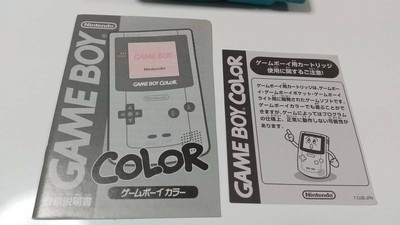 Nintendo
GAME BOY
GAME BOY
GAME BOY COLOR
COLOR
ゲームボーイ カラー
取扱説明書
GAME BOY COLOR
ゲームボーイ用カートリッジ
使用に関するご注意!
ゲームボーイ用カートリッジは、ゲームボー
イ・ゲームボーイポケット・ゲームボーイ
ライト用に開発されたゲームソフトです。
ゲームボーイカラーでも遊ぶことがで
きますが、ゲームによってはプログラム
の仕様上、正常に動作しない可能性が
あります。
Nintendo